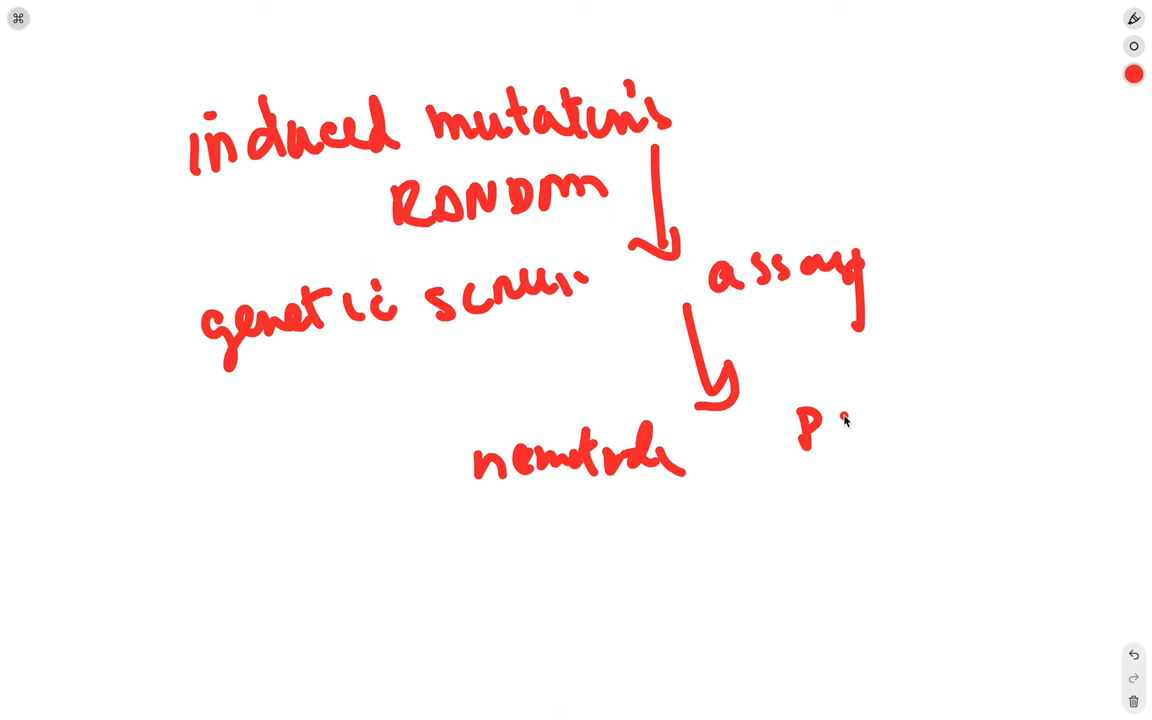 induced mutations
RANDOM
genetic screen
assay
nematode
P